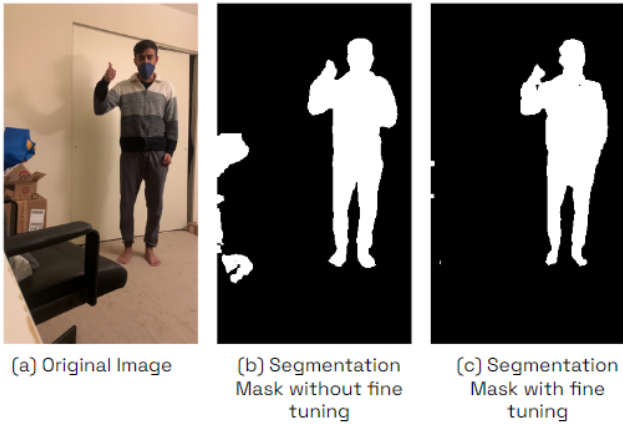 (a) Original Image
(b) Segmentation
Mask without fine
tuning
(c) Segmentation
Mask with fine
tuning